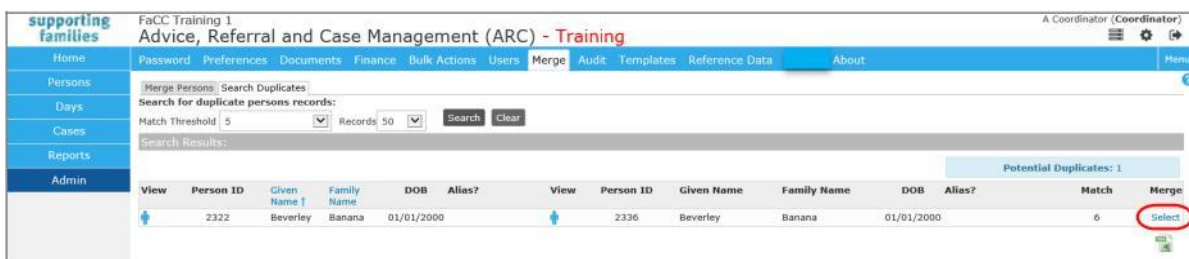 supporting families
FaCC Training 1
A Coordinator (Coordinator)
Advice, Referral and Case Management (ARC) - Training
Home
Persons
Days
Cases
Reports
Admin
Password Preferences Documents Finance Bulk Actions Users Merge Audit Templates Reference Data About Menu
Merge Persons Search Duplicates
Search for duplicate persons records:
Match Threshold 5 Records 50 Search Clear
Search Results:
Potential Duplicates: 1
View Person ID Given Name ↑ Family Name DOB Alias? View Person ID Given Name Family Name DOB Alias? Match Merge
2322 Beverley Banana 01/01/2000 2336 Beverley Banana 01/01/2000 6 Select